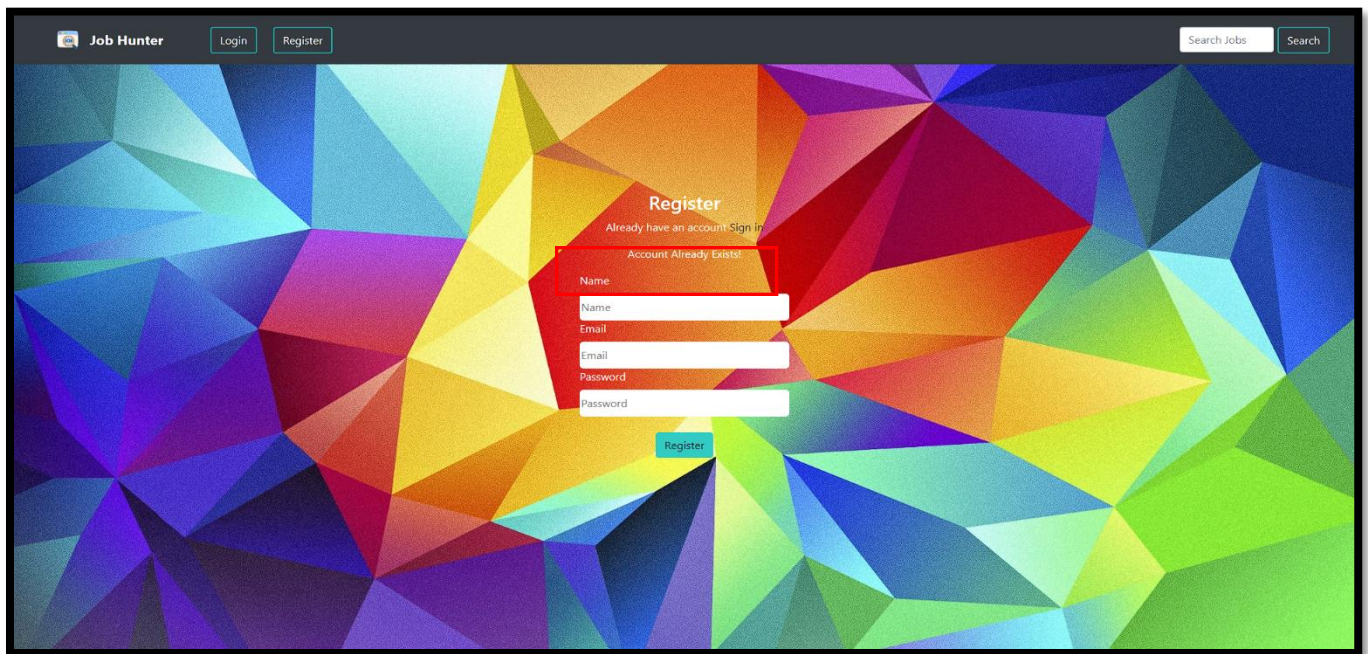 Job Hunter Login Register Search Jobs Search
Register
Already have an account Sign in
Account Already Exists!
Name
Name
Email
Email
Password
Password
Register